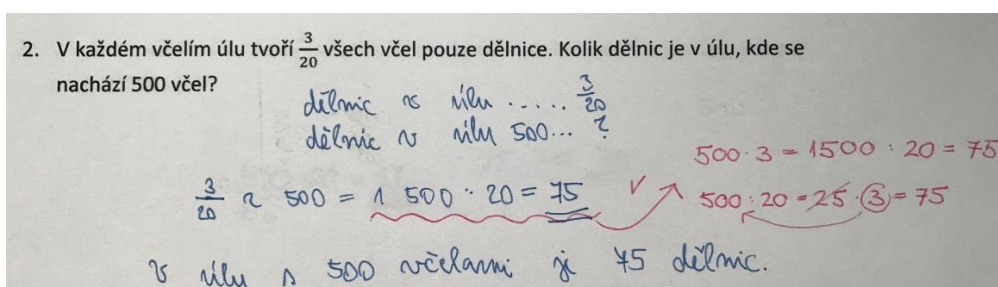 2. V každém včelím úlu tvoří 3/20 všech včel pouze dělnice. Kolik dělnic je v úlu, kde se
nachází 500 včel?
dělnic v úlu ..... 3/20
dělnic v úlu 500... ?
500 · 3 = 1500 : 20 = 75
3/20 z 500 = 1 500 : 20 = 75 ✓
500 : 20 = 25 · 3 = 75
V úlu s 500 včelami je 75 dělnic.